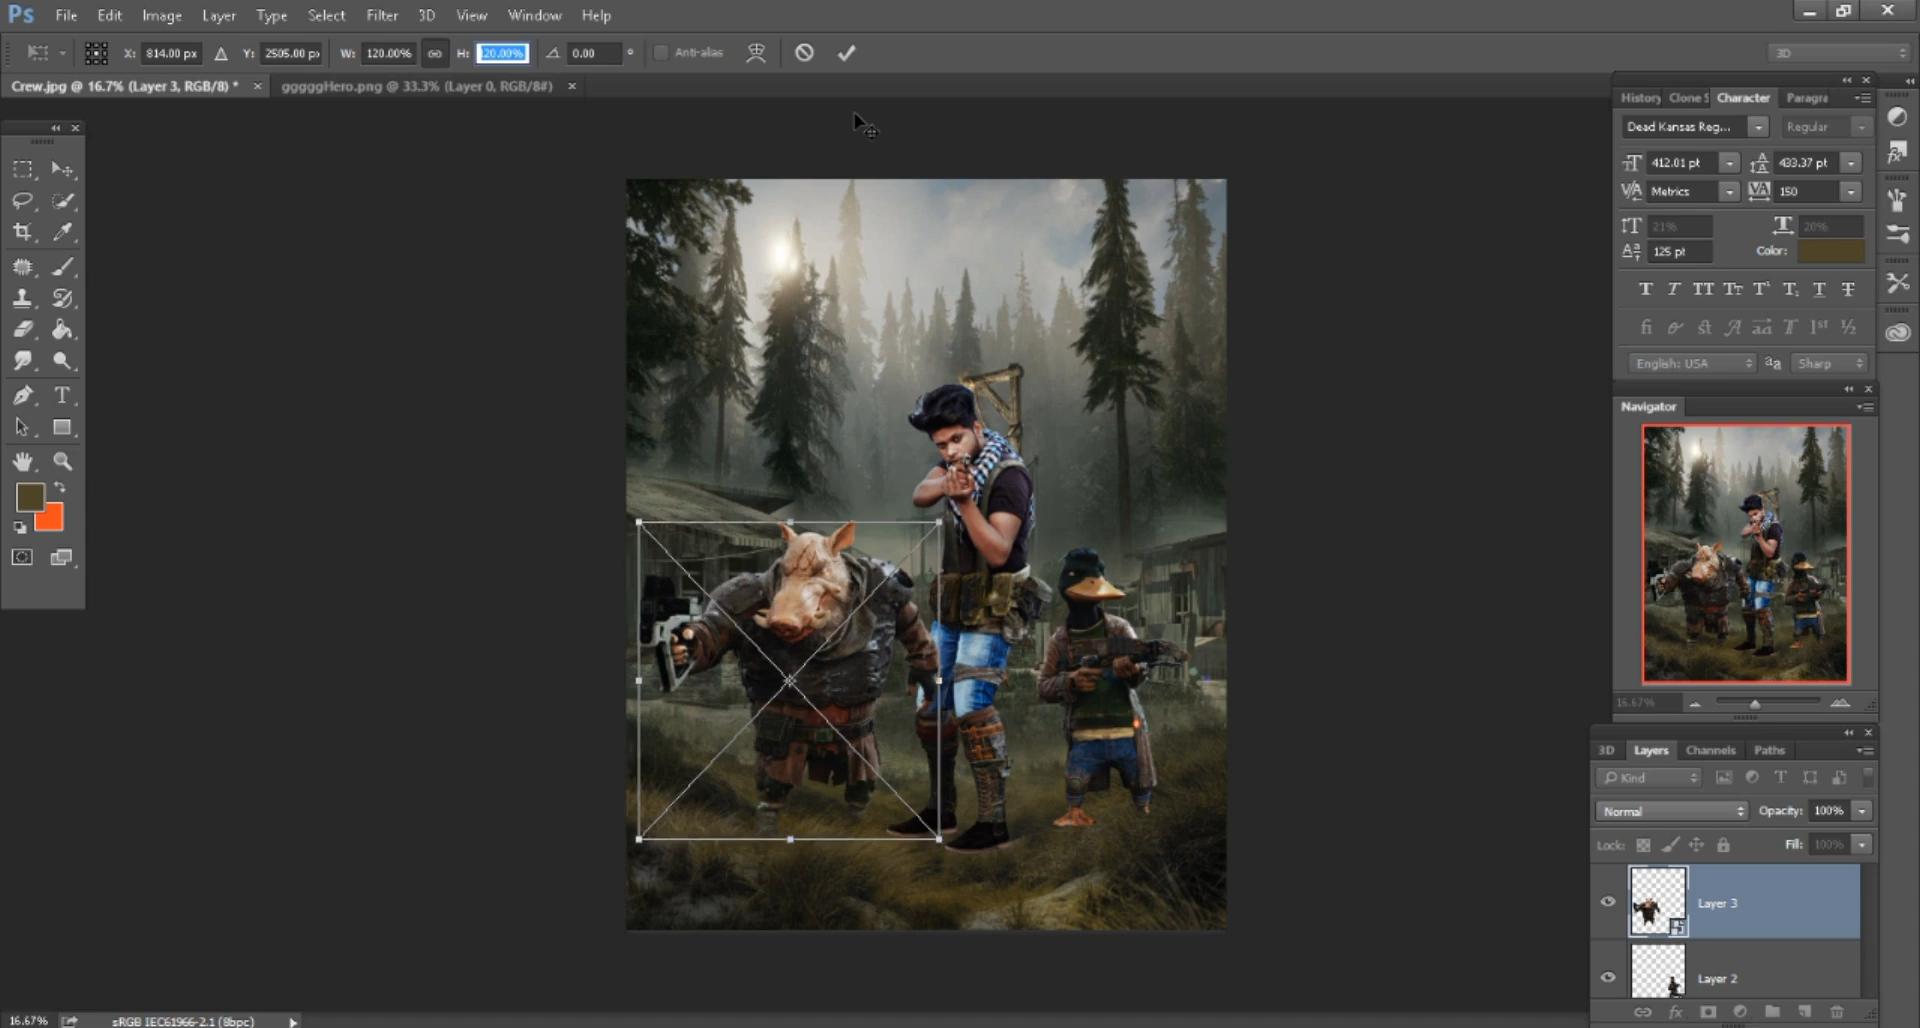 Ps File Edit Image Layer Type Select Filter 3D View Window Help
X: 814.00 px Y: 2505.00 px W: 120.00% H: 120.00% 0.00 ° Anti-alias 3D
Crew.jpg @ 16.7% (Layer 3, RGB/8) * × gggggHero.png @ 33.3% (Layer 0, RGB/8#) ×
History Clone S Character Paragra
Dead Kansas Reg... Regular
412.01 pt 433.37 pt
Metrics 150
21% 20%
125 pt Color:
English: USA aa Sharp
Navigator
16.67%
3D Layers Channels Paths
Kind
Normal Opacity: 100%
Lock: Fill: 100%
Layer 3
Layer 2
16.67% sRGB IEC61966-2.1 (8bpc)